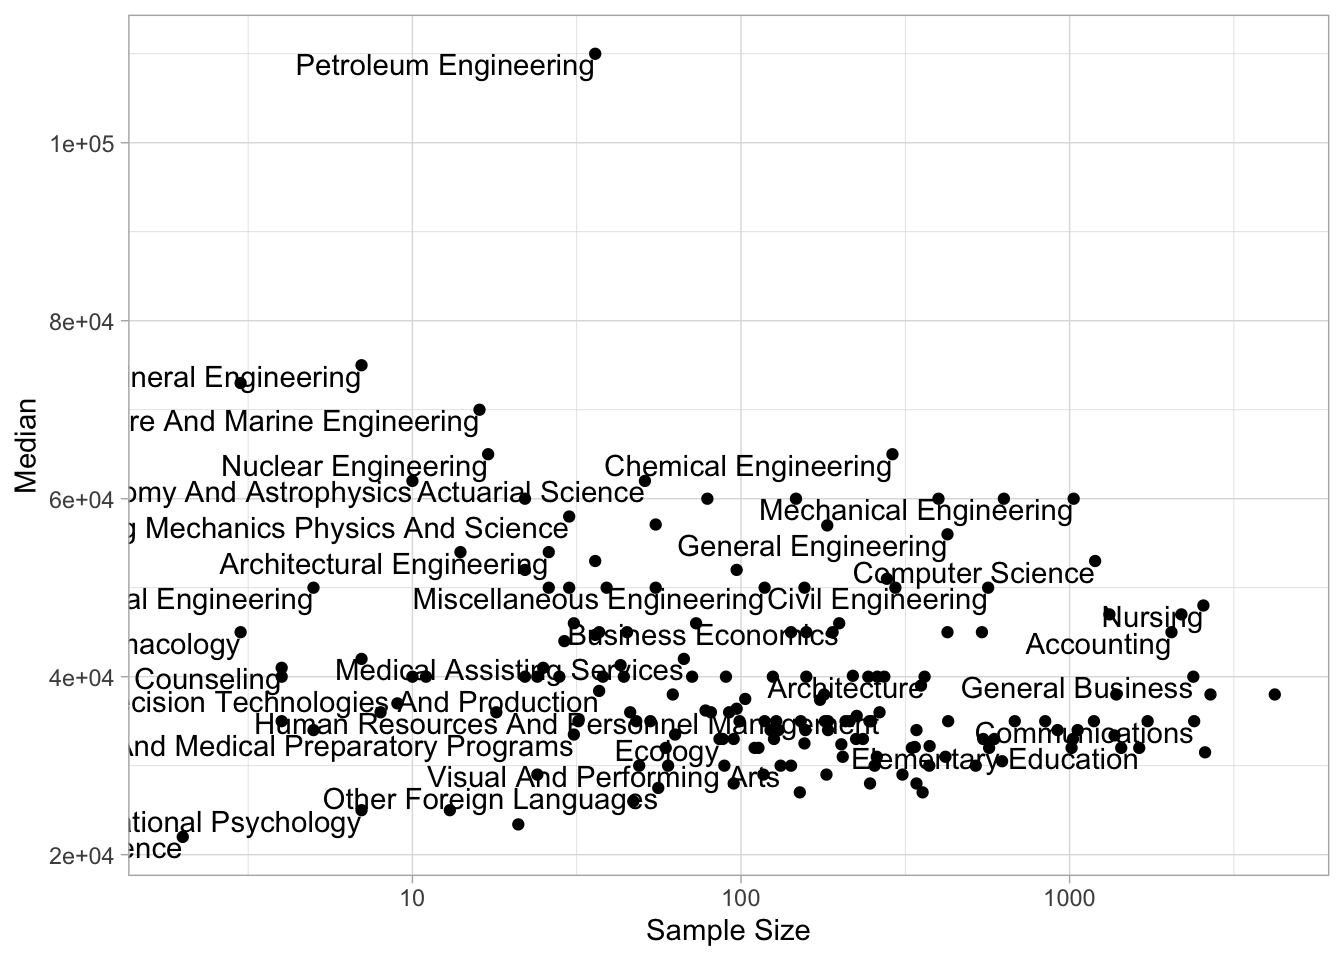 Petroleum Engineering
1e+05
8e+04
neral Engineering
re And Marine Engineering
Nuclear Engineering
Chemical Engineering
6e+04
omy And Astrophysics
Actuarial Science
Mechanical Engineering
g Mechanics Physics And Science
General Engineering
Architectural Engineering
Computer Science
al Engineering
Miscellaneous Engineering
Civil Engineering
Nursing
Business Economics
macology
Accounting
4e+04
Counseling
Medical Assisting Services
Architecture
General Business
cision Technologies And Production
Human Resources And Personnel Management
Communications
And Medical Preparatory Programs
Ecology
Elementary Education
Visual And Performing Arts
Other Foreign Languages
ational Psychology
2e+04
ence
Median
10
100
1000
Sample Size